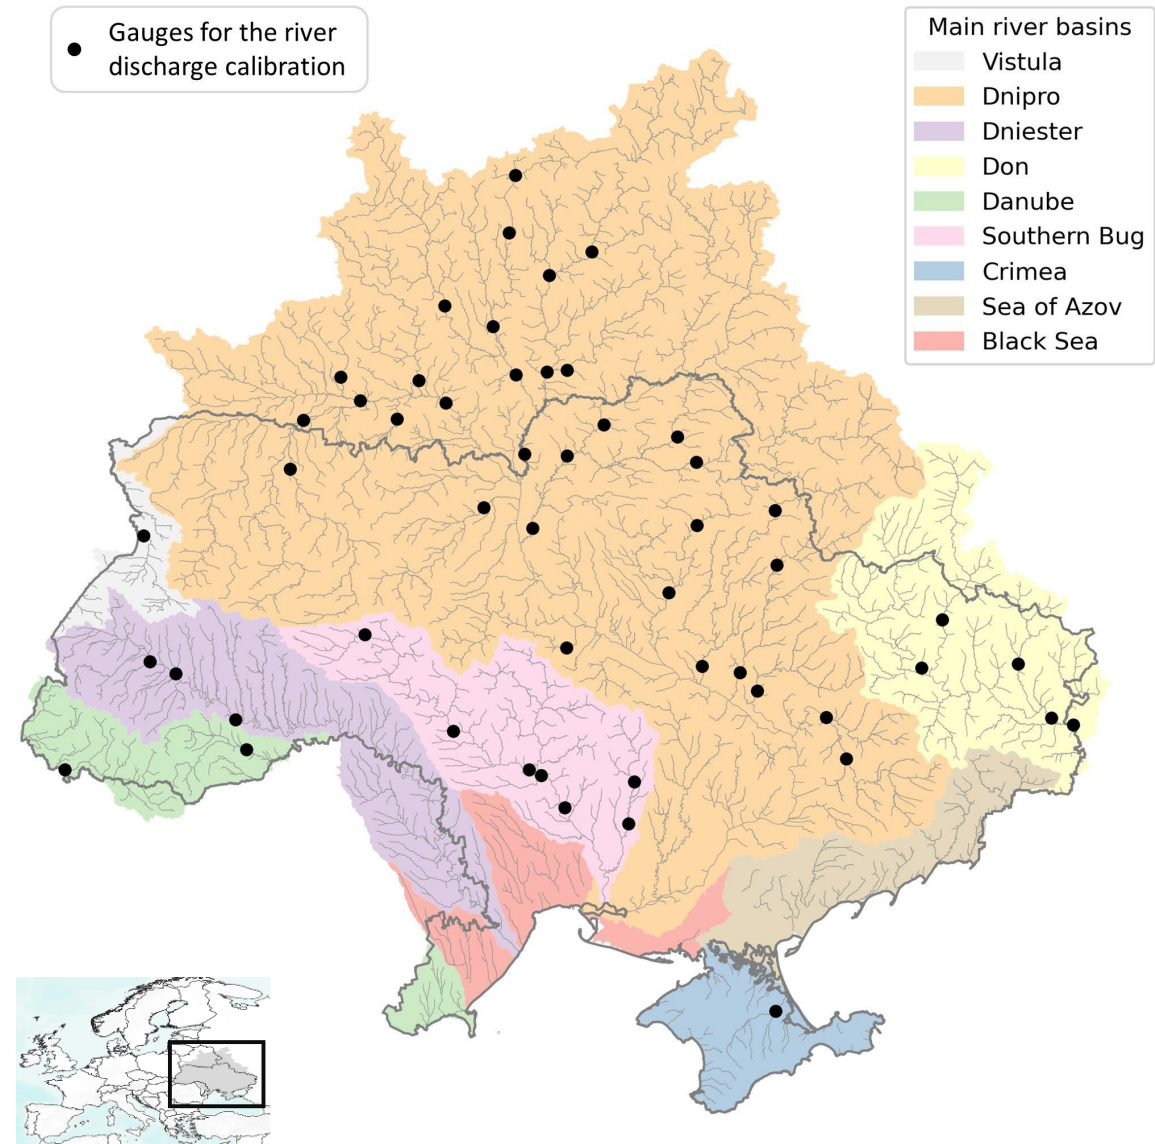 Gauges for the river
discharge calibration
Main river basins
Vistula
Dnipro
Dniester
Don
Danube
Southern Bug
Crimea
Sea of Azov
Black Sea